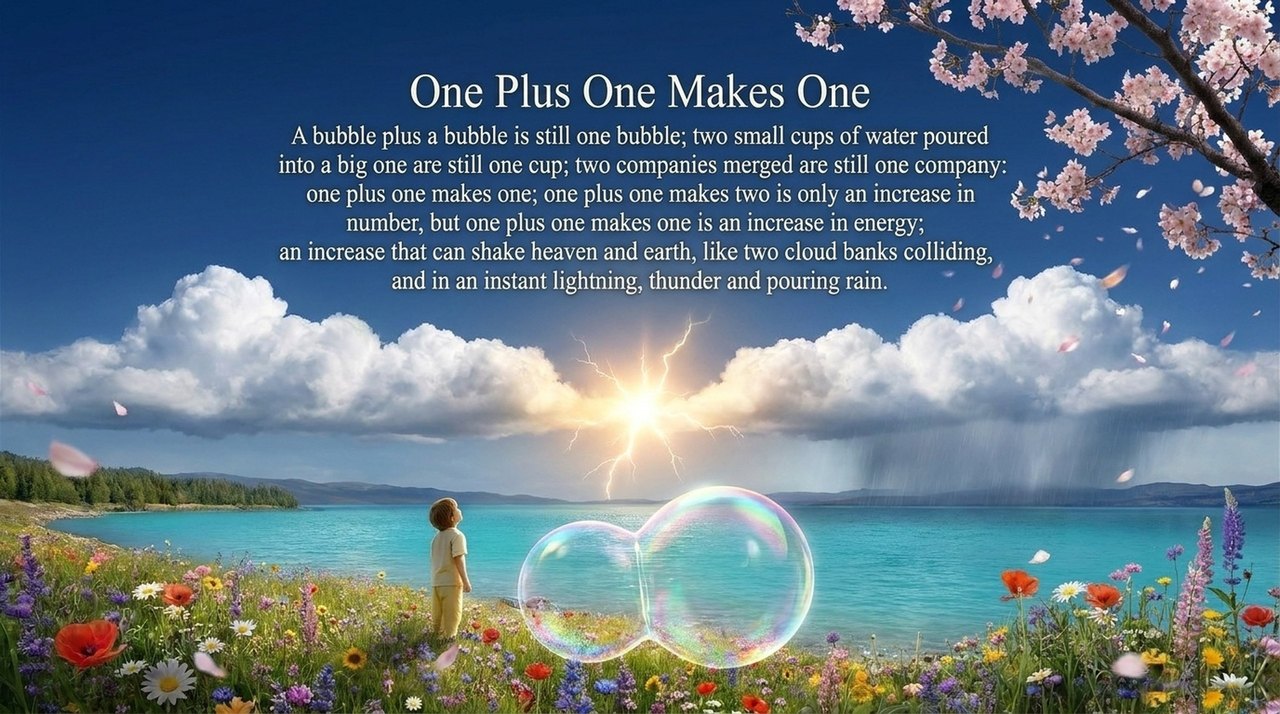 One Plus One Makes One
A bubble plus a bubble is still one bubble; two small cups of water poured
into a big one are still one cup; two companies merged are still one company:
one plus one makes one; one plus one makes two is only an increase in
number, but one plus one makes one is an increase in energy;
an increase that can shake heaven and earth, like two cloud banks colliding,
and in an instant lightning, thunder and pouring rain.